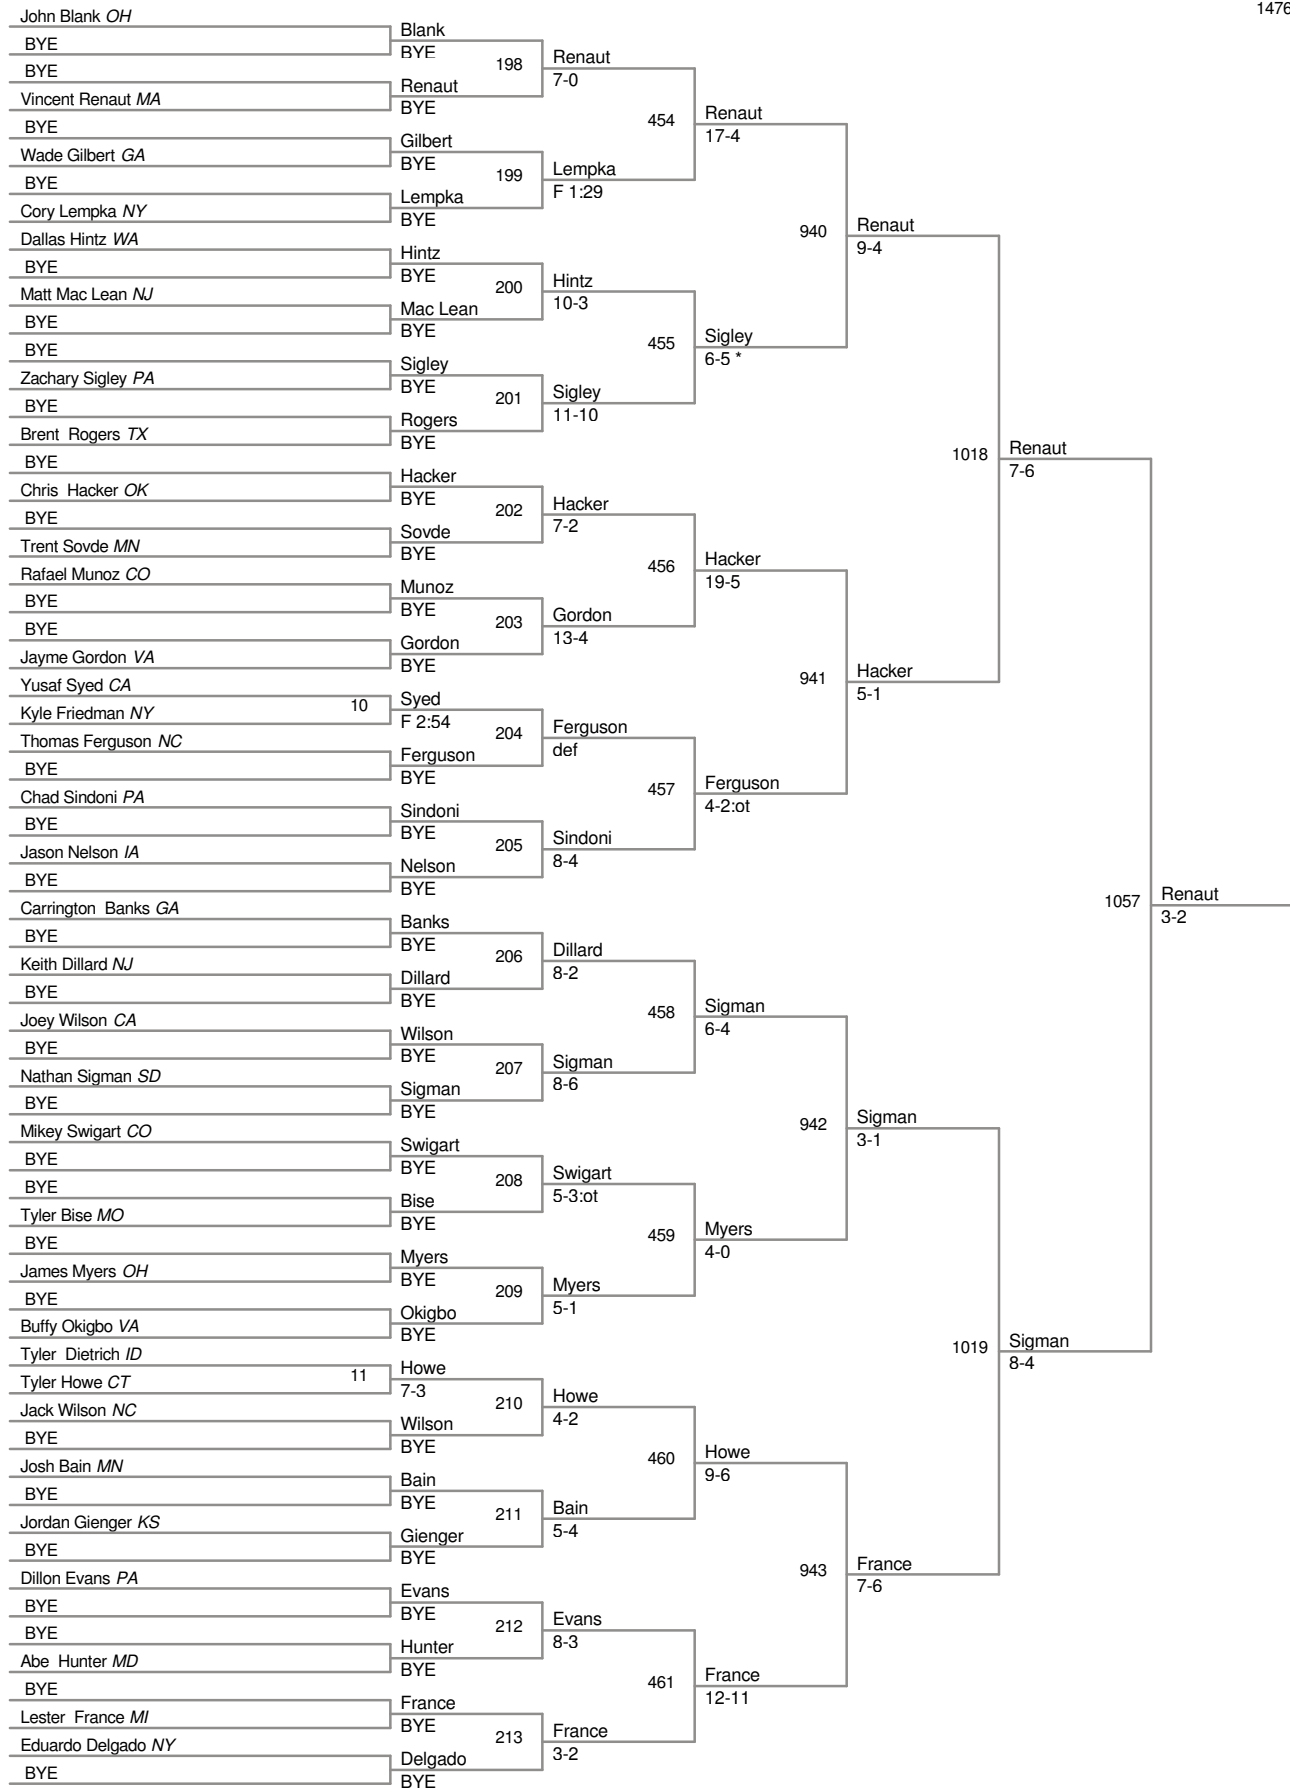 1476
John Blank OH
BYE
BYE
Vincent Renaut MA
BYE
Wade Gilbert GA
BYE
Cory Lempka NY
Dallas Hintz WA
BYE
Matt Mac Lean NJ
BYE
BYE
Zachary Sigley PA
BYE
Brent Rogers TX
BYE
Chris Hacker OK
BYE
Trent Sovde MN
Rafael Munoz CO
BYE
BYE
Jayme Gordon VA
Yusaf Syed CA
Kyle Friedman NY
Thomas Ferguson NC
BYE
Chad Sindoni PA
BYE
Jason Nelson IA
BYE
Carrington Banks GA
BYE
Keith Dillard NJ
BYE
Joey Wilson CA
BYE
Nathan Sigman SD
BYE
Mikey Swigart CO
BYE
BYE
Tyler Bise MO
BYE
James Myers OH
BYE
Buffy Okigbo VA
Tyler Dietrich ID
Tyler Howe CT
Jack Wilson NC
BYE
Josh Bain MN
BYE
Jordan Gienger KS
BYE
Dillon Evans PA
BYE
BYE
Abe Hunter MD
BYE
Lester France MI
Eduardo Delgado NY
BYE
10
11
Blank
BYE
Renaut
BYE
Gilbert
BYE
Lempka
BYE
Hintz
BYE
Mac Lean
BYE
Sigley
BYE
Rogers
BYE
Hacker
BYE
Sovde
BYE
Munoz
BYE
Gordon
BYE
Syed
F 2:54
Ferguson
BYE
Sindoni
BYE
Nelson
BYE
Banks
BYE
Dillard
BYE
Wilson
BYE
Sigman
BYE
Swigart
BYE
Bise
BYE
Myers
BYE
Okigbo
BYE
Howe
7-3
Wilson
BYE
Bain
BYE
Gienger
BYE
Evans
BYE
Hunter
BYE
France
BYE
Delgado
BYE
198
199
200
201
202
203
204
205
206
207
208
209
210
211
212
213
Renaut
7-0
Lempka
F 1:29
Hintz
10-3
Sigley
11-10
Hacker
7-2
Gordon
13-4
Ferguson
def
Sindoni
8-4
Dillard
8-2
Sigman
8-6
Swigart
5-3:ot
Myers
5-1
Howe
4-2
Bain
5-4
Evans
8-3
France
3-2
454
455
456
457
458
459
460
461
Renaut
17-4
Sigley
6-5 *
Hacker
19-5
Ferguson
4-2:ot
Sigman
6-4
Myers
4-0
Howe
9-6
France
12-11
940
941
942
943
Renaut
9-4
Hacker
5-1
Sigman
3-1
France
7-6
1018
1019
Renaut
7-6
Sigman
8-4
1057
Renaut
3-2